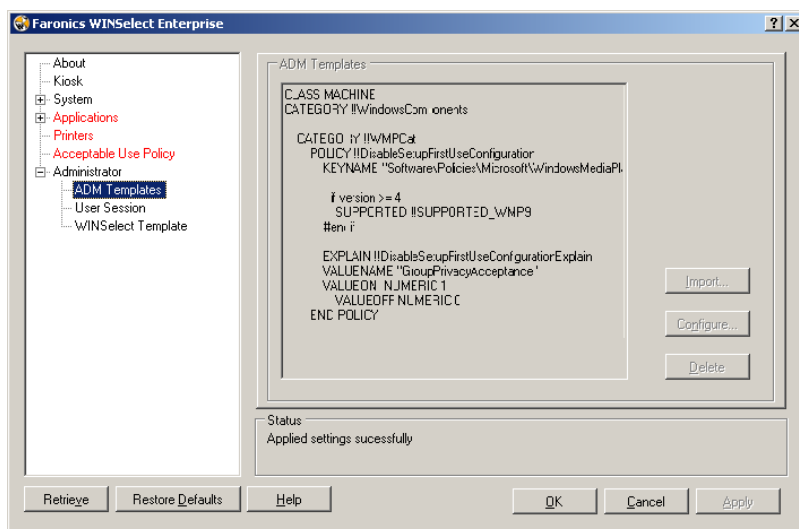 Faronics WINSelect Enterprise
About
Kiosk
System
Applications
Printers
Acceptable Use Policy
Administrator
ADM Templates
User Session
WINSelect Template
ADM Templates
CLASS MACHINE
CATEGORY !!WindowsComponents
CATEGORY !!WMPCat
POLICY !!DisableSetupFirstUseConfiguration
KEYNAME "Software\Policies\Microsoft\WindowsMediaPl
if version >= 4
SUPPORTED !!SUPPORTED_WMP9
#endif
EXPLAIN !!DisableSetupFirstUseConfigurationExplain
VALUENAME "GroupPrivacyAcceptance"
VALUEON NUMERIC 1
VALUEOFF NUMERIC 0
END POLICY
Import...
Configure...
Delete
Status
Applied settings sucessfully
Retrieve
Restore Defaults
Help
OK
Cancel
Apply